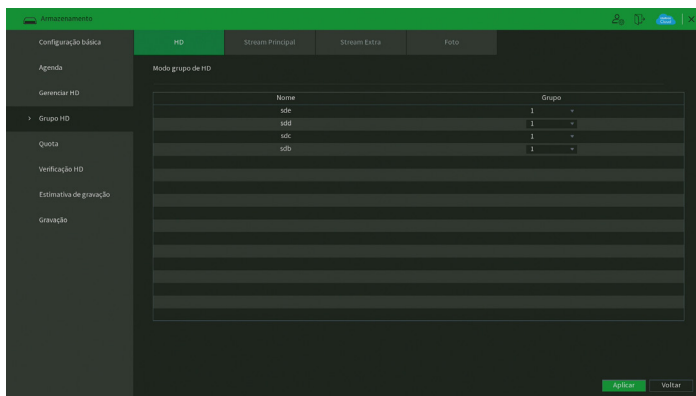 Armazenamento
Configuração básica
Agenda
Gerenciar HD
Grupo HD
Quota
Verificação HD
Estimativa de gravação
Gravação
HD Stream Principal Stream Extra Foto
Modo grupo de HD
Nome Grupo
sde 1
sdd 1
sdc 1
sdb 1
Aplicar Voltar